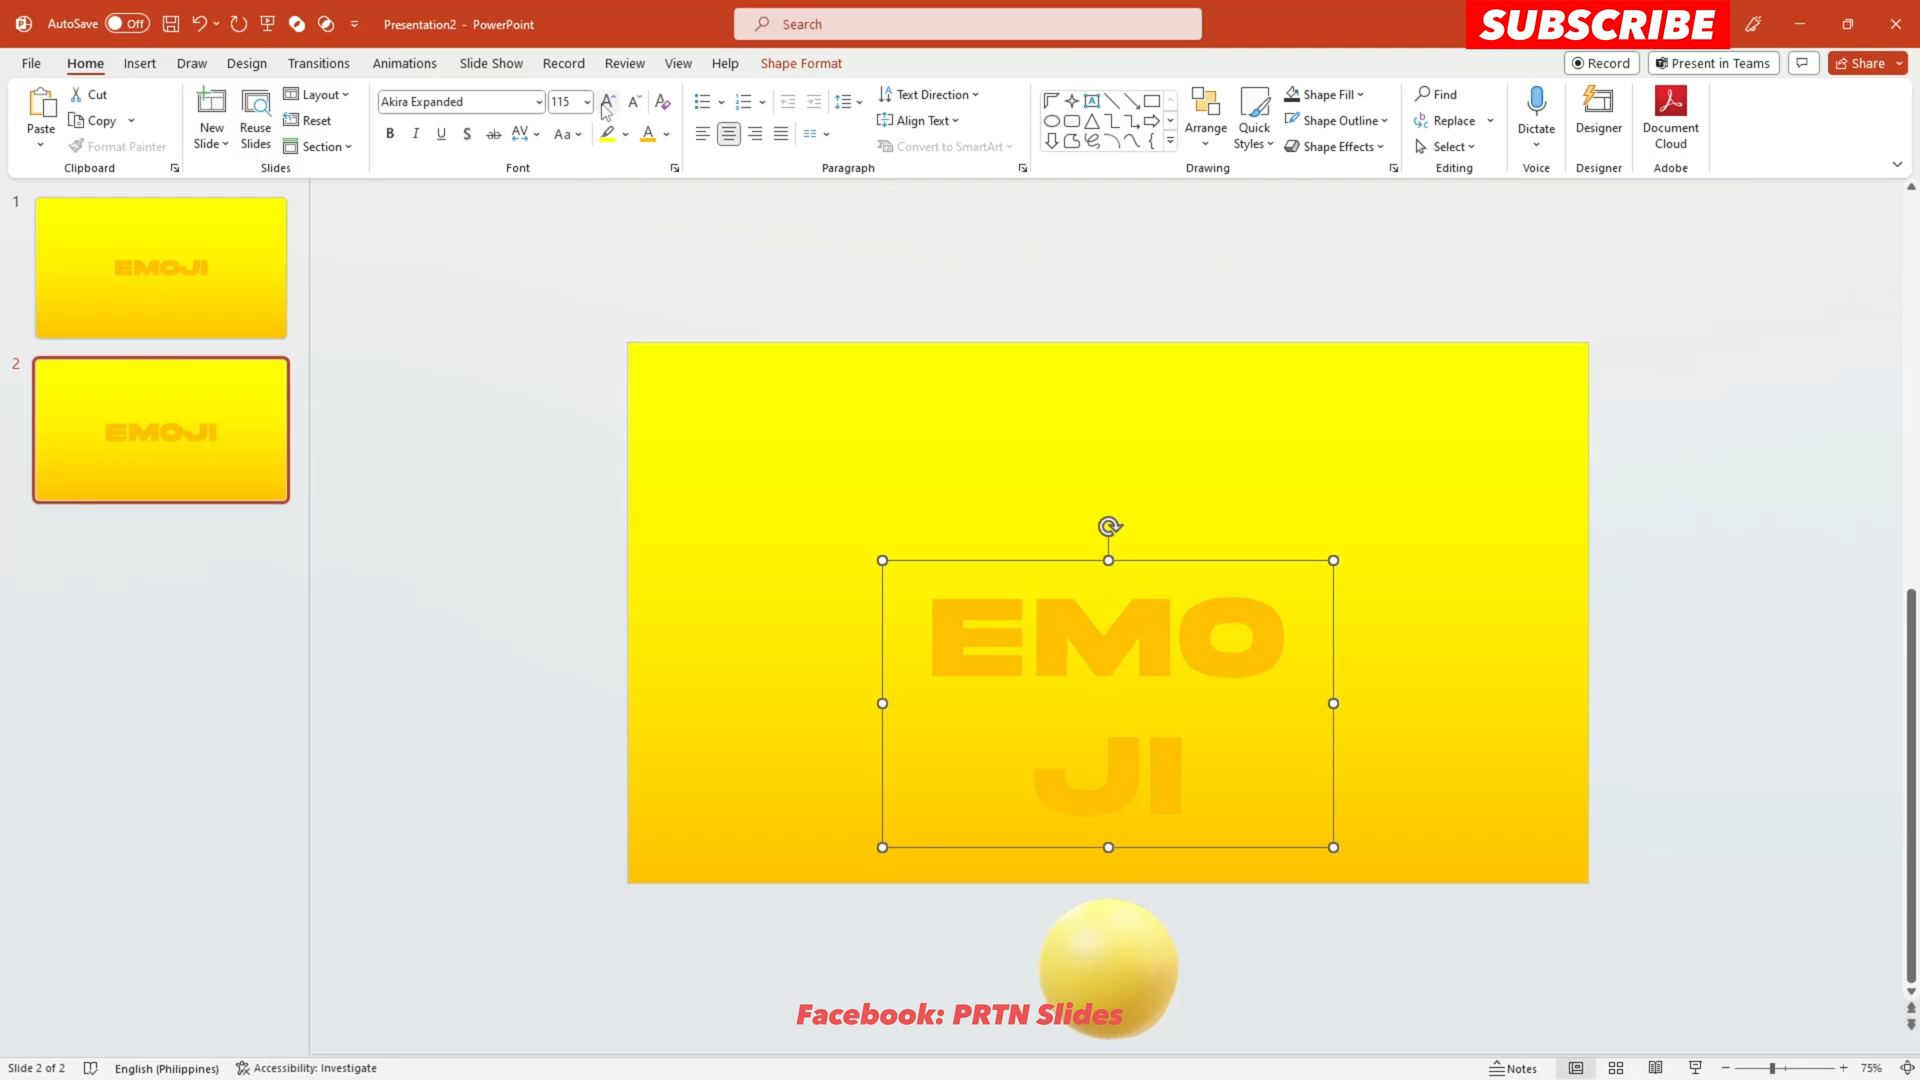 AutoSave Off Presentation2 - PowerPoint Search SUBSCRIBE
File Home Insert Draw Design Transitions Animations Slide Show Record Review View Help Shape Format Record Present in Teams Share
Paste Cut Copy Format Painter Clipboard
New Slide Reuse Slides Layout Reset Section Slides
Akira Expanded 115
B I U S ab AV Aa A Font
Text Direction Align Text Convert to SmartArt Paragraph
Arrange Quick Styles Shape Fill Shape Outline Shape Effects Drawing
Find Replace Select Editing
Dictate Voice
Designer Designer
Document Cloud Adobe
1
EMOJI
2
EMOJI
EMO
JI
Facebook: PRTN Slides
Slide 2 of 2 English (Philippines) Accessibility: Investigate Notes 75%